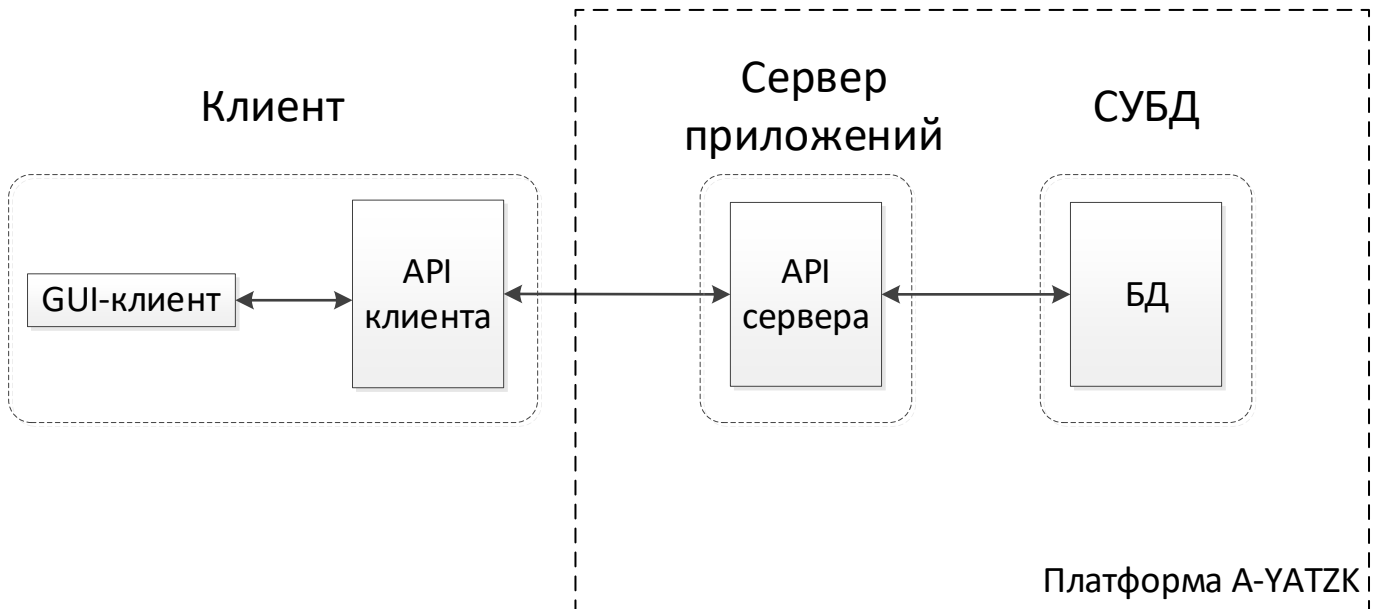 Клиент
Сервер
приложений
СУБД
GUI-клиент
API
клиента
API
сервера
БД
Платформа A-YATZK